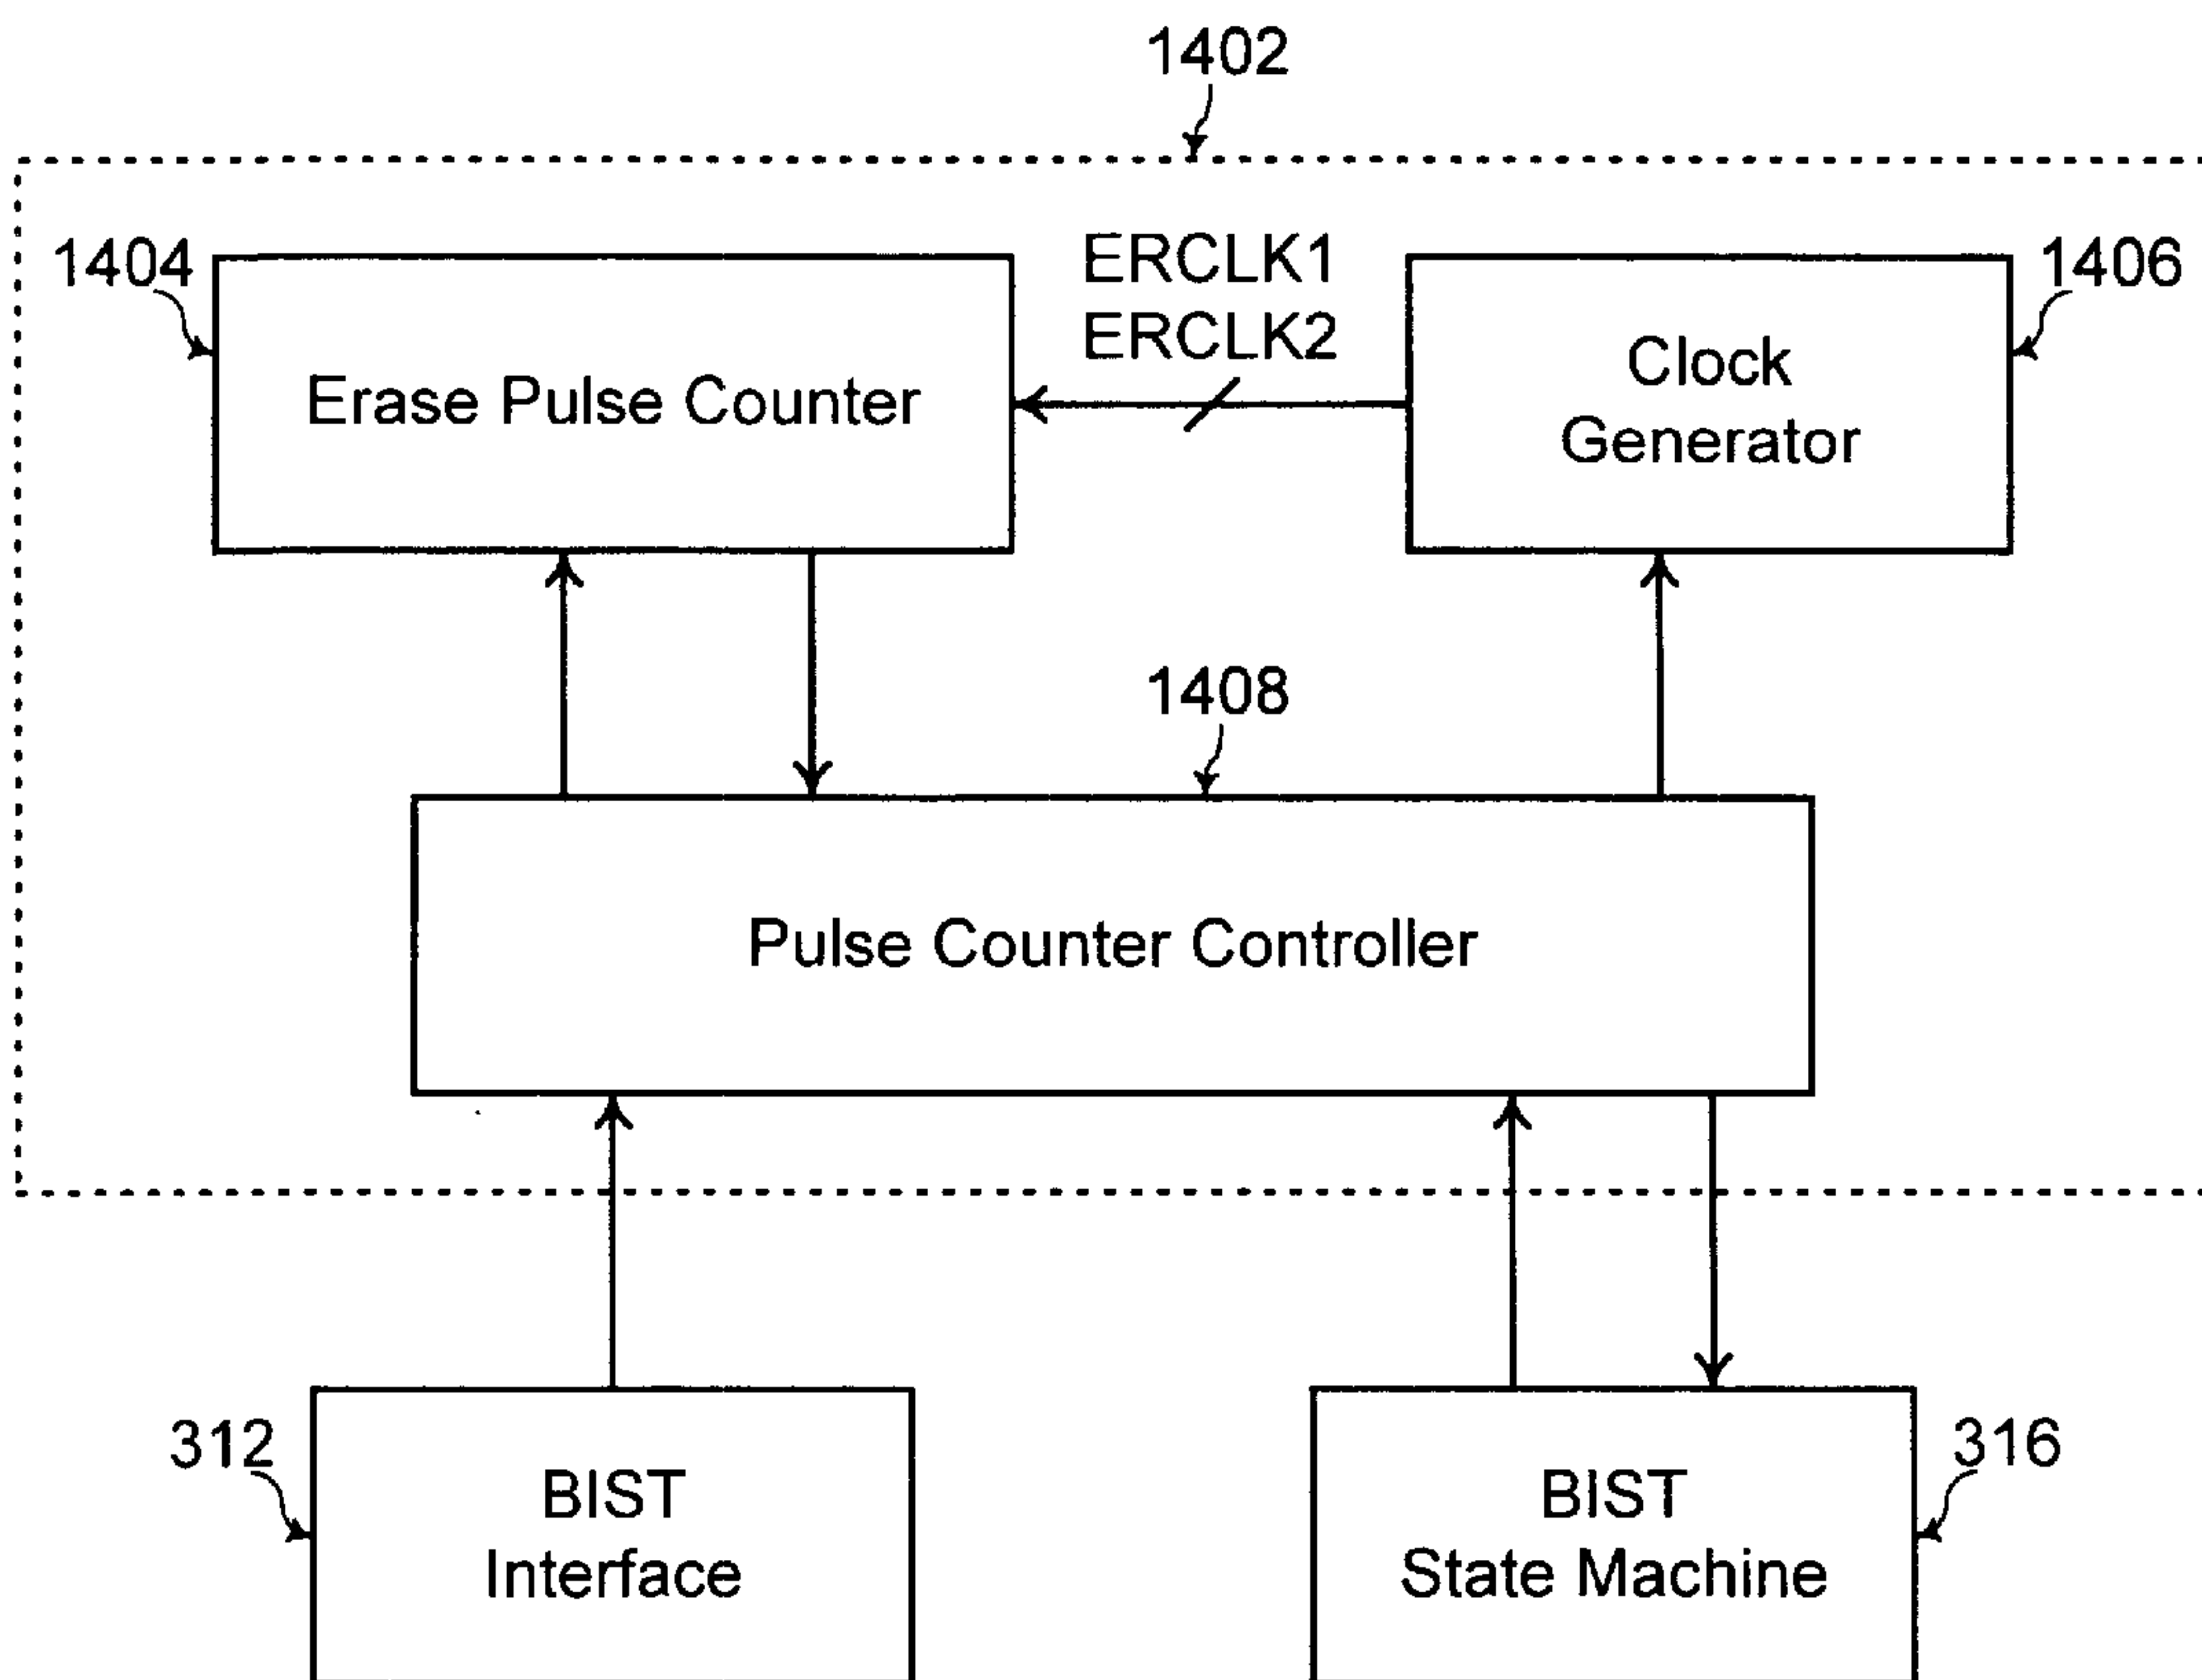 1402
1404
ERCLK1
ERCLK2
1406
Erase Pulse Counter
Clock
Generator
1408
Pulse Counter Controller
312
BIST
Interface
BIST
State Machine
316